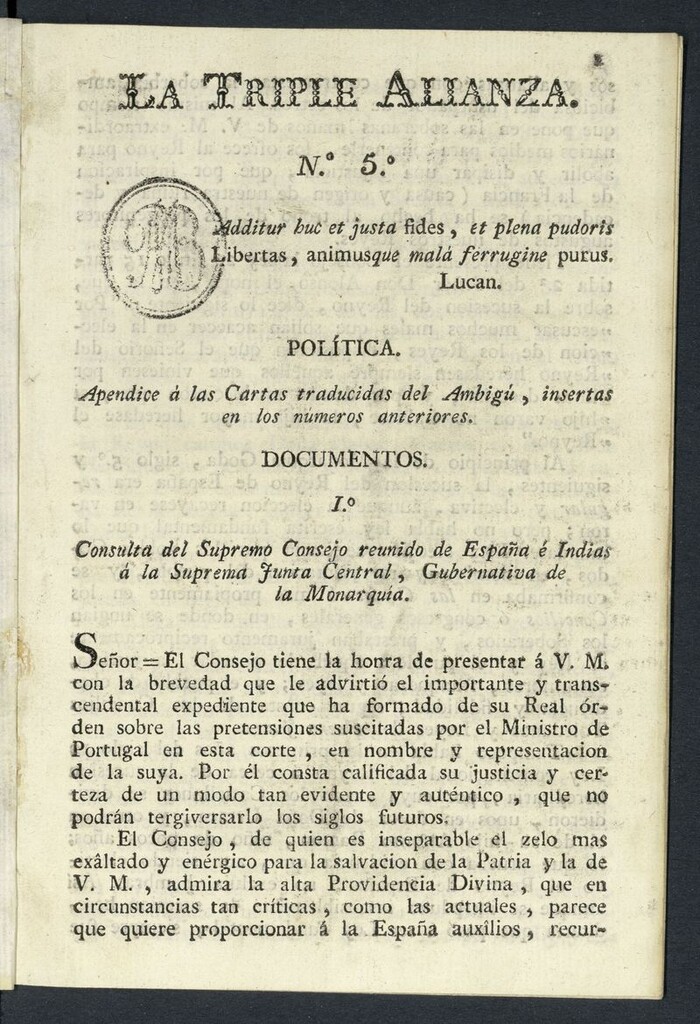 LA TRIPLE ALIANZA.
N.º 5.º
Additur huc et justa fides, et plena pudoris
Libertas, animusque malá ferrugine purus.
Lucan.
POLÍTICA.
Apendice á las Cartas traducidas del Ambigú, insertas
en los números anteriores.
DOCUMENTOS.
I.º
Consulta del Supremo Consejo reunido de España é Indias
á la Suprema Junta Central, Gubernativa de
la Monarquía.
Señor = El Consejo tiene la honra de presentar á V. M.
con la brevedad que le advirtió el importante y trans-
cendental expediente que ha formado de su Real ór-
den sobre las pretensiones suscitadas por el Ministro de
Portugal en esta corte, en nombre y representacion
de la suya. Por él consta calificada su justicia y cer-
teza de un modo tan evidente y auténtico, que no
podrán tergiversarlo los siglos futuros.
El Consejo, de quien es inseparable el zelo mas
exâltado y enérgico para la salvacion de la Patria y la de
V. M., admira la alta Providencia Divina, que en
circunstancias tan críticas, como las actuales, parece
que quiere proporcionar á la España auxîlios, recur-